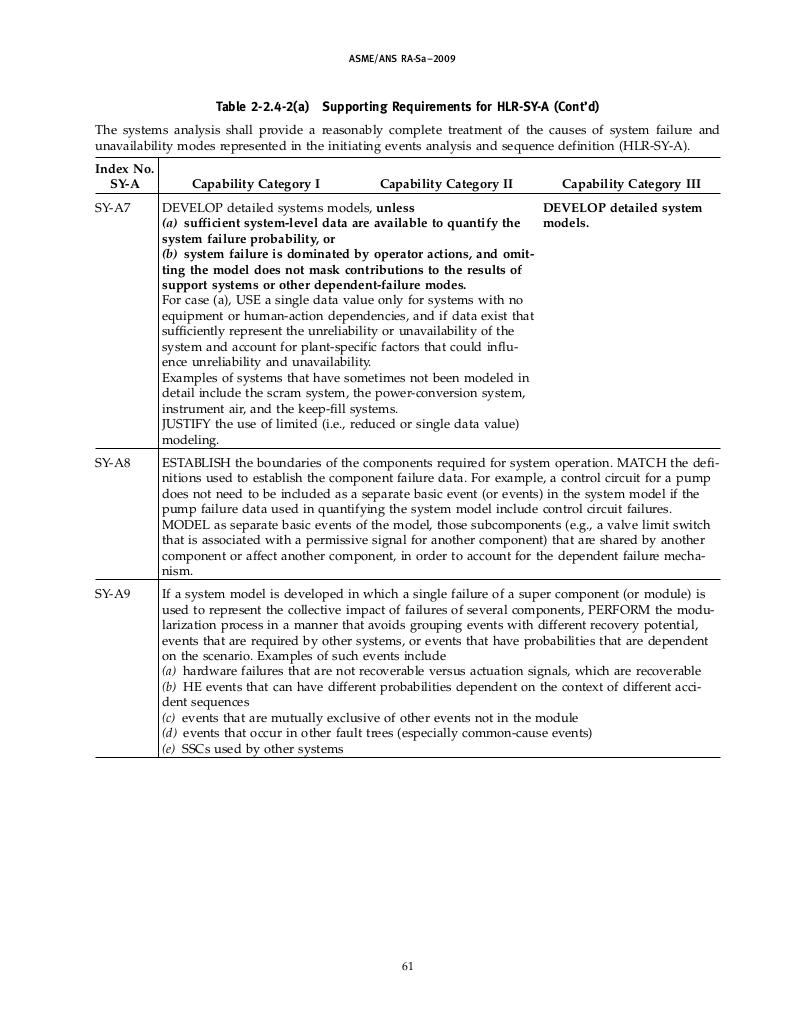 ASME/ANS RA-Sa–2009
Table 2-2.4-2(a) Supporting Requirements for HLR-SY-A (Cont'd)
The systems analysis shall provide a reasonably complete treatment of the causes of system failure and
unavailability modes represented in the initiating events analysis and sequence definition (HLR-SY-A).
Index No.
SY-A Capability Category I Capability Category II Capability Category III
SY-A7 DEVELOP detailed systems models, unless DEVELOP detailed system
(a) sufficient system-level data are available to quantify the models.
system failure probability, or
(b) system failure is dominated by operator actions, and omit-
ting the model does not mask contributions to the results of
support systems or other dependent-failure modes.
For case (a), USE a single data value only for systems with no
equipment or human-action dependencies, and if data exist that
sufficiently represent the unreliability or unavailability of the
system and account for plant-specific factors that could influ-
ence unreliability and unavailability.
Examples of systems that have sometimes not been modeled in
detail include the scram system, the power-conversion system,
instrument air, and the keep-fill systems.
JUSTIFY the use of limited (i.e., reduced or single data value)
modeling.
SY-A8 ESTABLISH the boundaries of the components required for system operation. MATCH the defi-
nitions used to establish the component failure data. For example, a control circuit for a pump
does not need to be included as a separate basic event (or events) in the system model if the
pump failure data used in quantifying the system model include control circuit failures.
MODEL as separate basic events of the model, those subcomponents (e.g., a valve limit switch
that is associated with a permissive signal for another component) that are shared by another
component or affect another component, in order to account for the dependent failure mecha-
nism.
SY-A9 If a system model is developed in which a single failure of a super component (or module) is
used to represent the collective impact of failures of several components, PERFORM the modu-
larization process in a manner that avoids grouping events with different recovery potential,
events that are required by other systems, or events that have probabilities that are dependent
on the scenario. Examples of such events include
(a) hardware failures that are not recoverable versus actuation signals, which are recoverable
(b) HE events that can have different probabilities dependent on the context of different acci-
dent sequences
(c) events that are mutually exclusive of other events not in the module
(d) events that occur in other fault trees (especially common-cause events)
(e) SSCs used by other systems
61